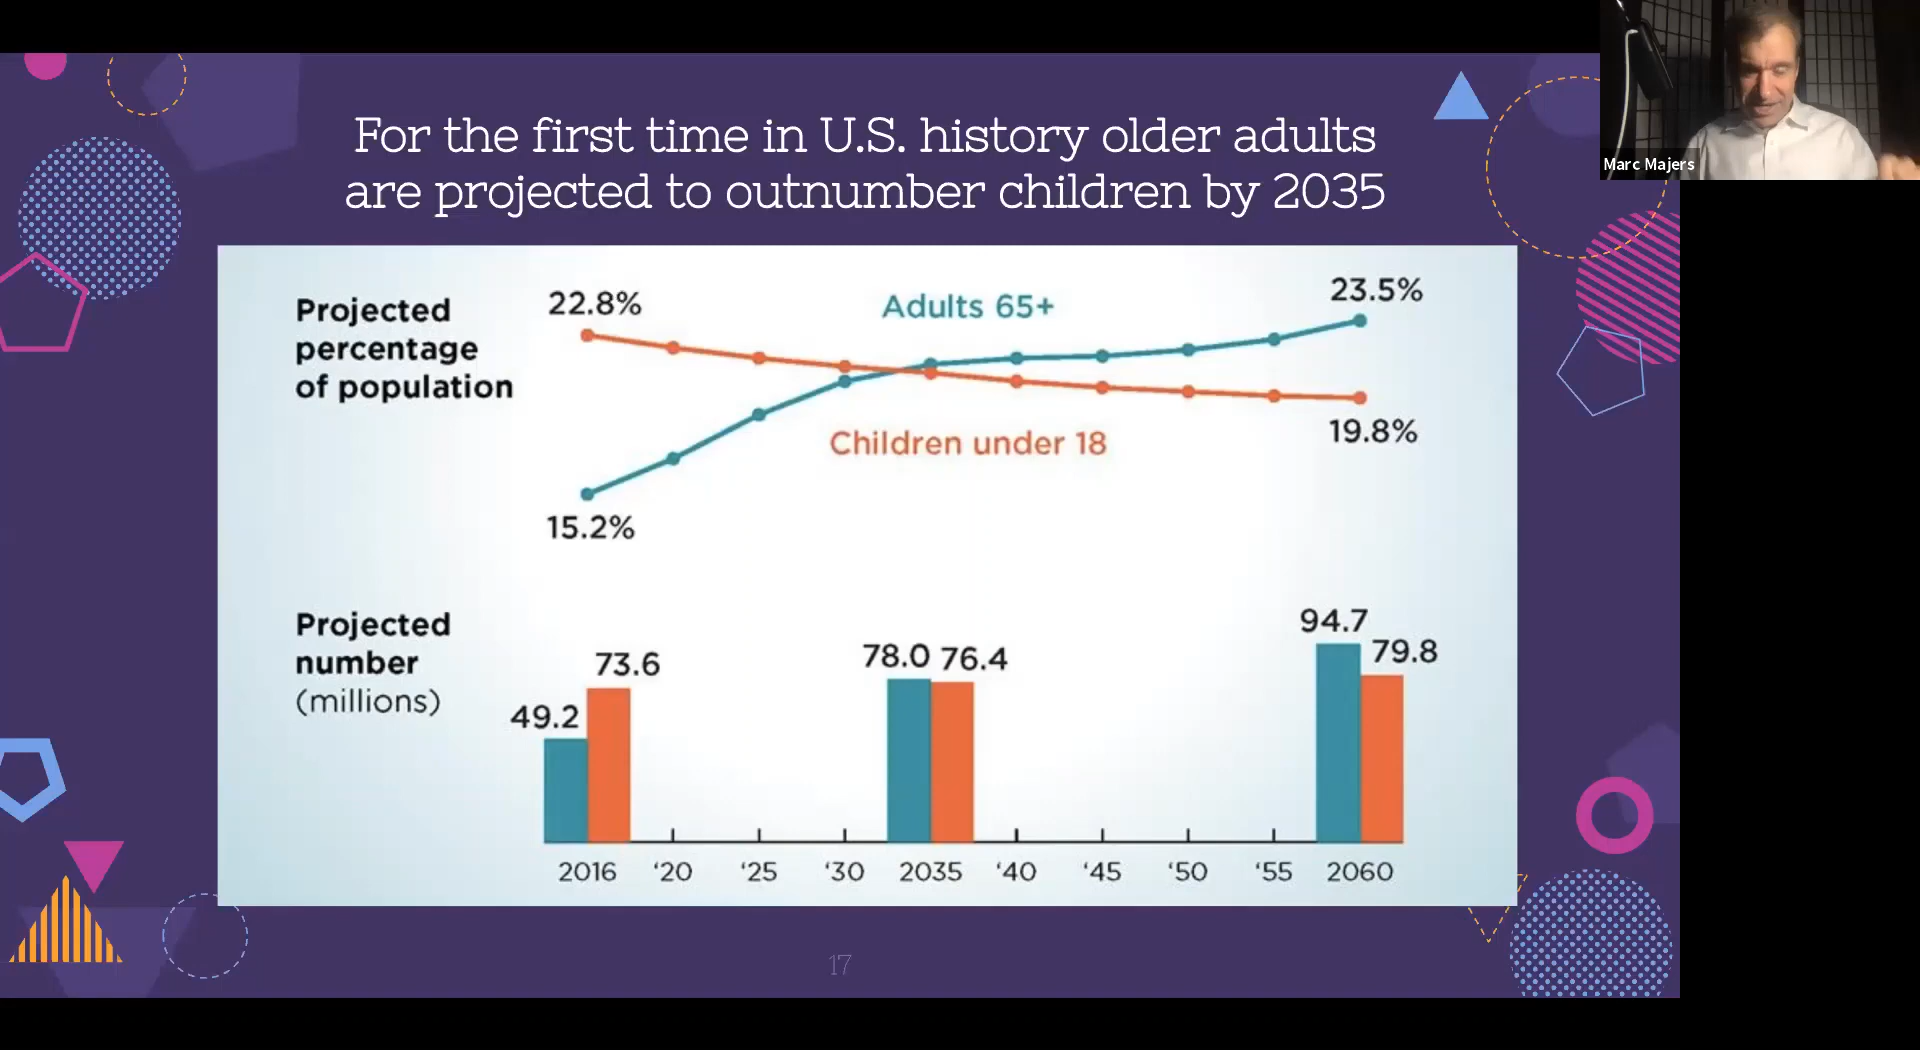 For the first time in U.S. history older adults
are projected to outnumber children by 2035
Marc Majers
Projected
percentage
of population
22.8%
Adults 65+
23.5%
Children under 18
19.8%
15.2%
Projected
number
(millions)
49.2
73.6
78.0
76.4
94.7
79.8
2016 ‘20 ‘25 ‘30 2035 ‘40 ‘45 ‘50 ‘55 2060
17